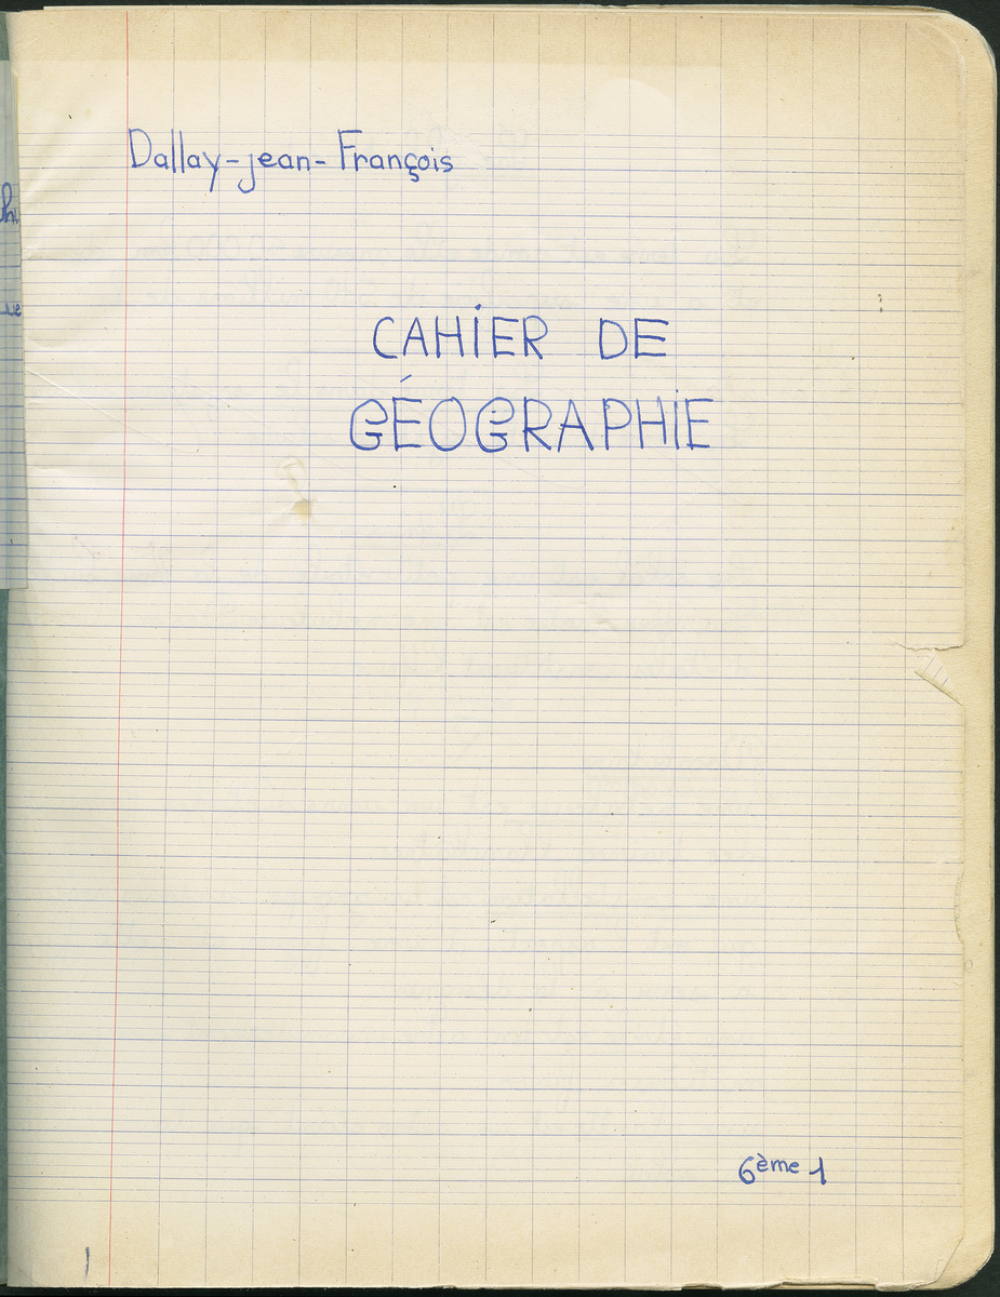 Dallay-jean-François
CAHiER DE
GÉOGRAPHiE
6ème 1